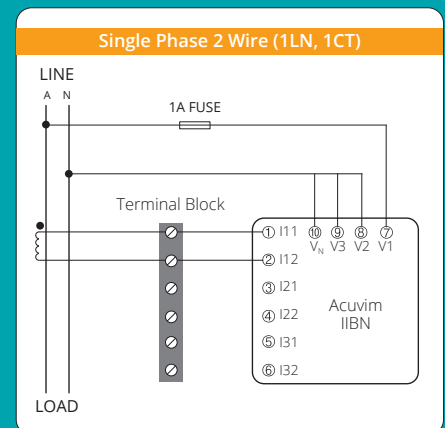 Single Phase 2 Wire (1LN, 1CT)
LINE
A N
1A FUSE
Terminal Block
① I11 ⑩ ⑨ ⑧ ⑦
VN V3 V2 V1
② I12
③ I21
④ I22
Acuvim
IIBN
⑤ I31
⑥ I32
LOAD